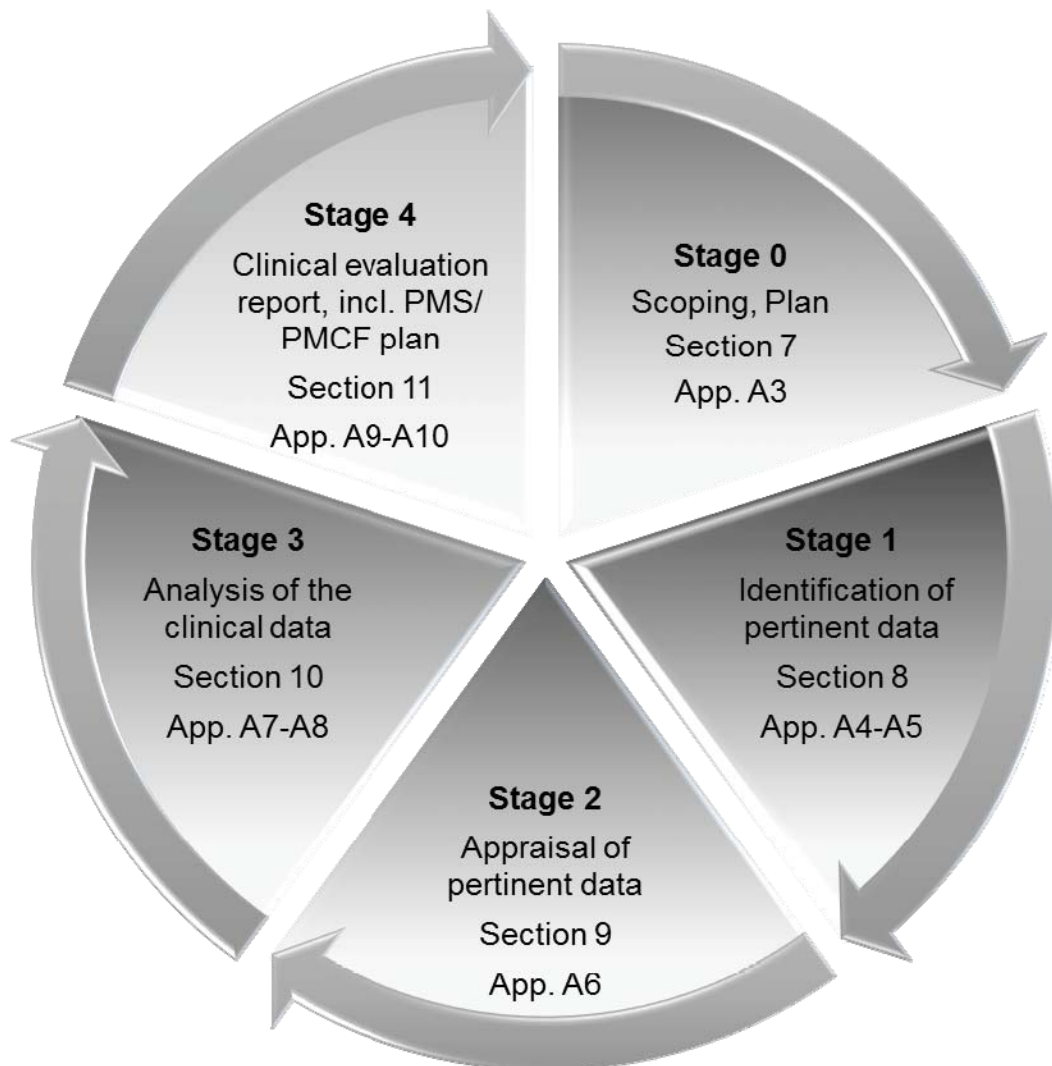 Stage 0
Scoping, Plan
Section 7
App. A3
Stage 1
Identification of
pertinent data
Section 8
App. A4-A5
Stage 2
Appraisal of
pertinent data
Section 9
App. A6
Stage 3
Analysis of the
clinical data
Section 10
App. A7-A8
Stage 4
Clinical evaluation
report, incl. PMS/
PMCF plan
Section 11
App. A9-A10